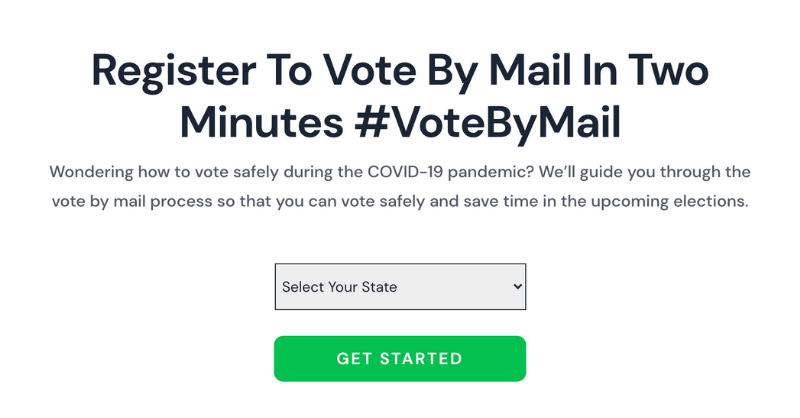 Register To Vote By Mail In Two
Minutes #VoteByMail
Wondering how to vote safely during the COVID-19 pandemic? We’ll guide you through the
vote by mail process so that you can vote safely and save time in the upcoming elections.
Select Your State
GET STARTED